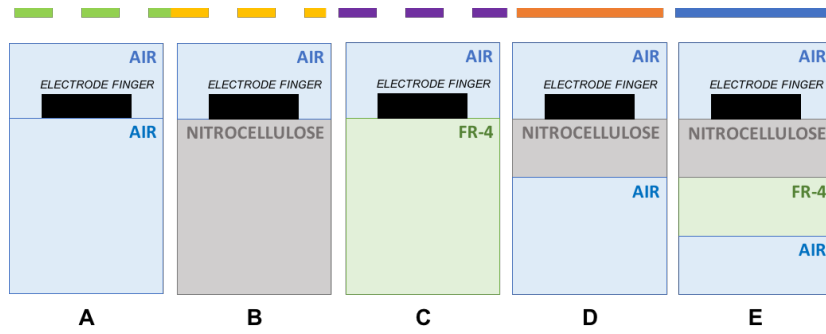 AIR AIR AIR AIR AIR
ELECTRODE FINGER ELECTRODE FINGER ELECTRODE FINGER ELECTRODE FINGER ELECTRODE FINGER
AIR NITROCELLULOSE FR-4 NITROCELLULOSE NITROCELLULOSE
AIR FR-4
AIR
A B C D E